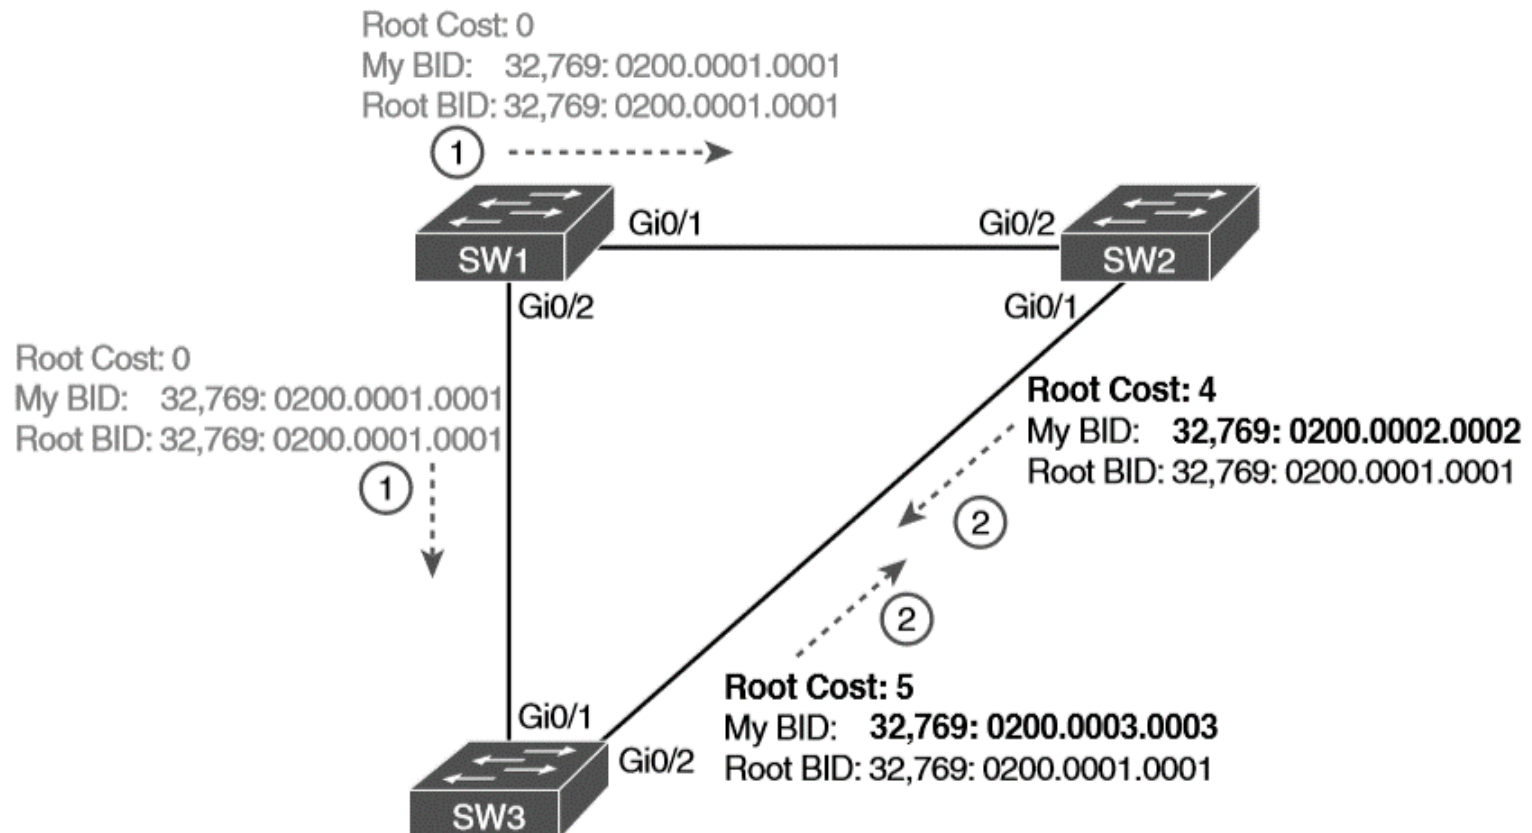 Root Cost: 0
My BID: 32,769: 0200.0001.0001
Root BID: 32,769: 0200.0001.0001
1
SW1
Gi0/1
Gi0/2
SW2
Gi0/2
Gi0/1
Root Cost: 0
My BID: 32,769: 0200.0001.0001
Root BID: 32,769: 0200.0001.0001
1
Root Cost: 4
My BID: 32,769: 0200.0002.0002
Root BID: 32,769: 0200.0001.0001
2
2
Root Cost: 5
My BID: 32,769: 0200.0003.0003
Root BID: 32,769: 0200.0001.0001
Gi0/1
Gi0/2
SW3